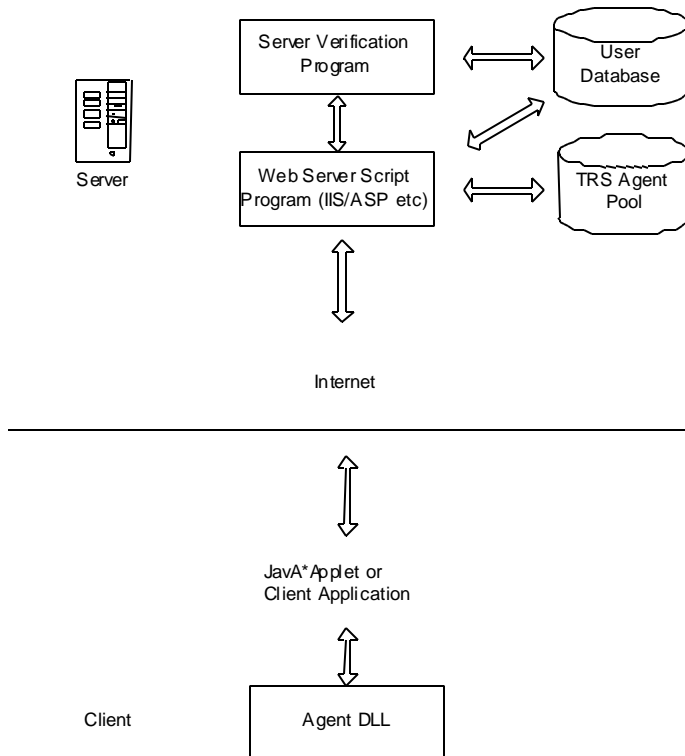 Server Verification
Program
User
Database
Server
Web Server Script
Program (IIS/ASP etc)
TRS Agent
Pool
Internet
JavA*Applet or
Client Application
Client
Agent DLL